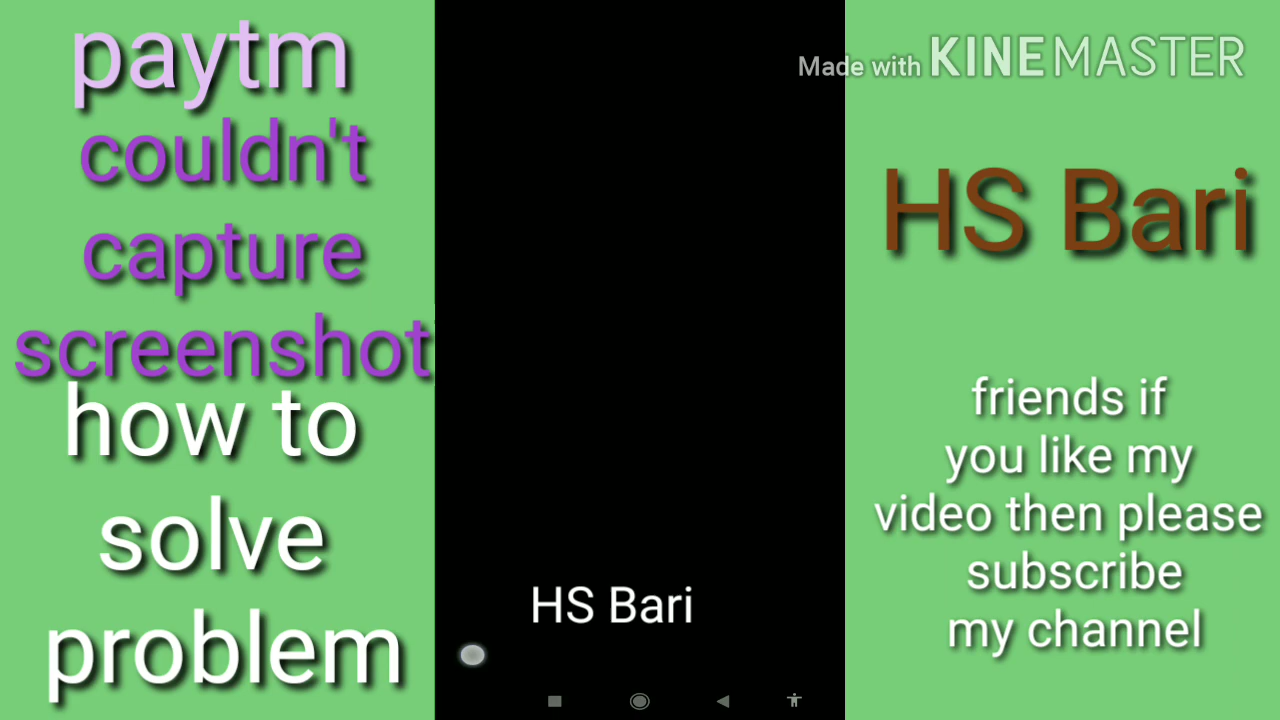 paytm
couldn't
capture
screenshot
how to
solve
problem
HS Bari
Made with KINEMASTER
HS Bari
friends if
you like my
video then please
subscribe
my channel